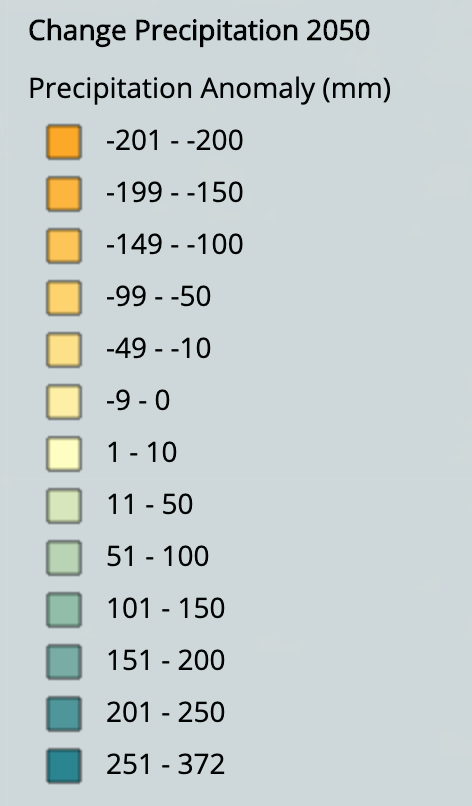 Change Precipitation 2050
Precipitation Anomaly (mm)
-201 - -200
-199 - -150
-149 - -100
-99 - -50
-49 - -10
-9 - 0
1 - 10
11 - 50
51 - 100
101 - 150
151 - 200
201 - 250
251 - 372